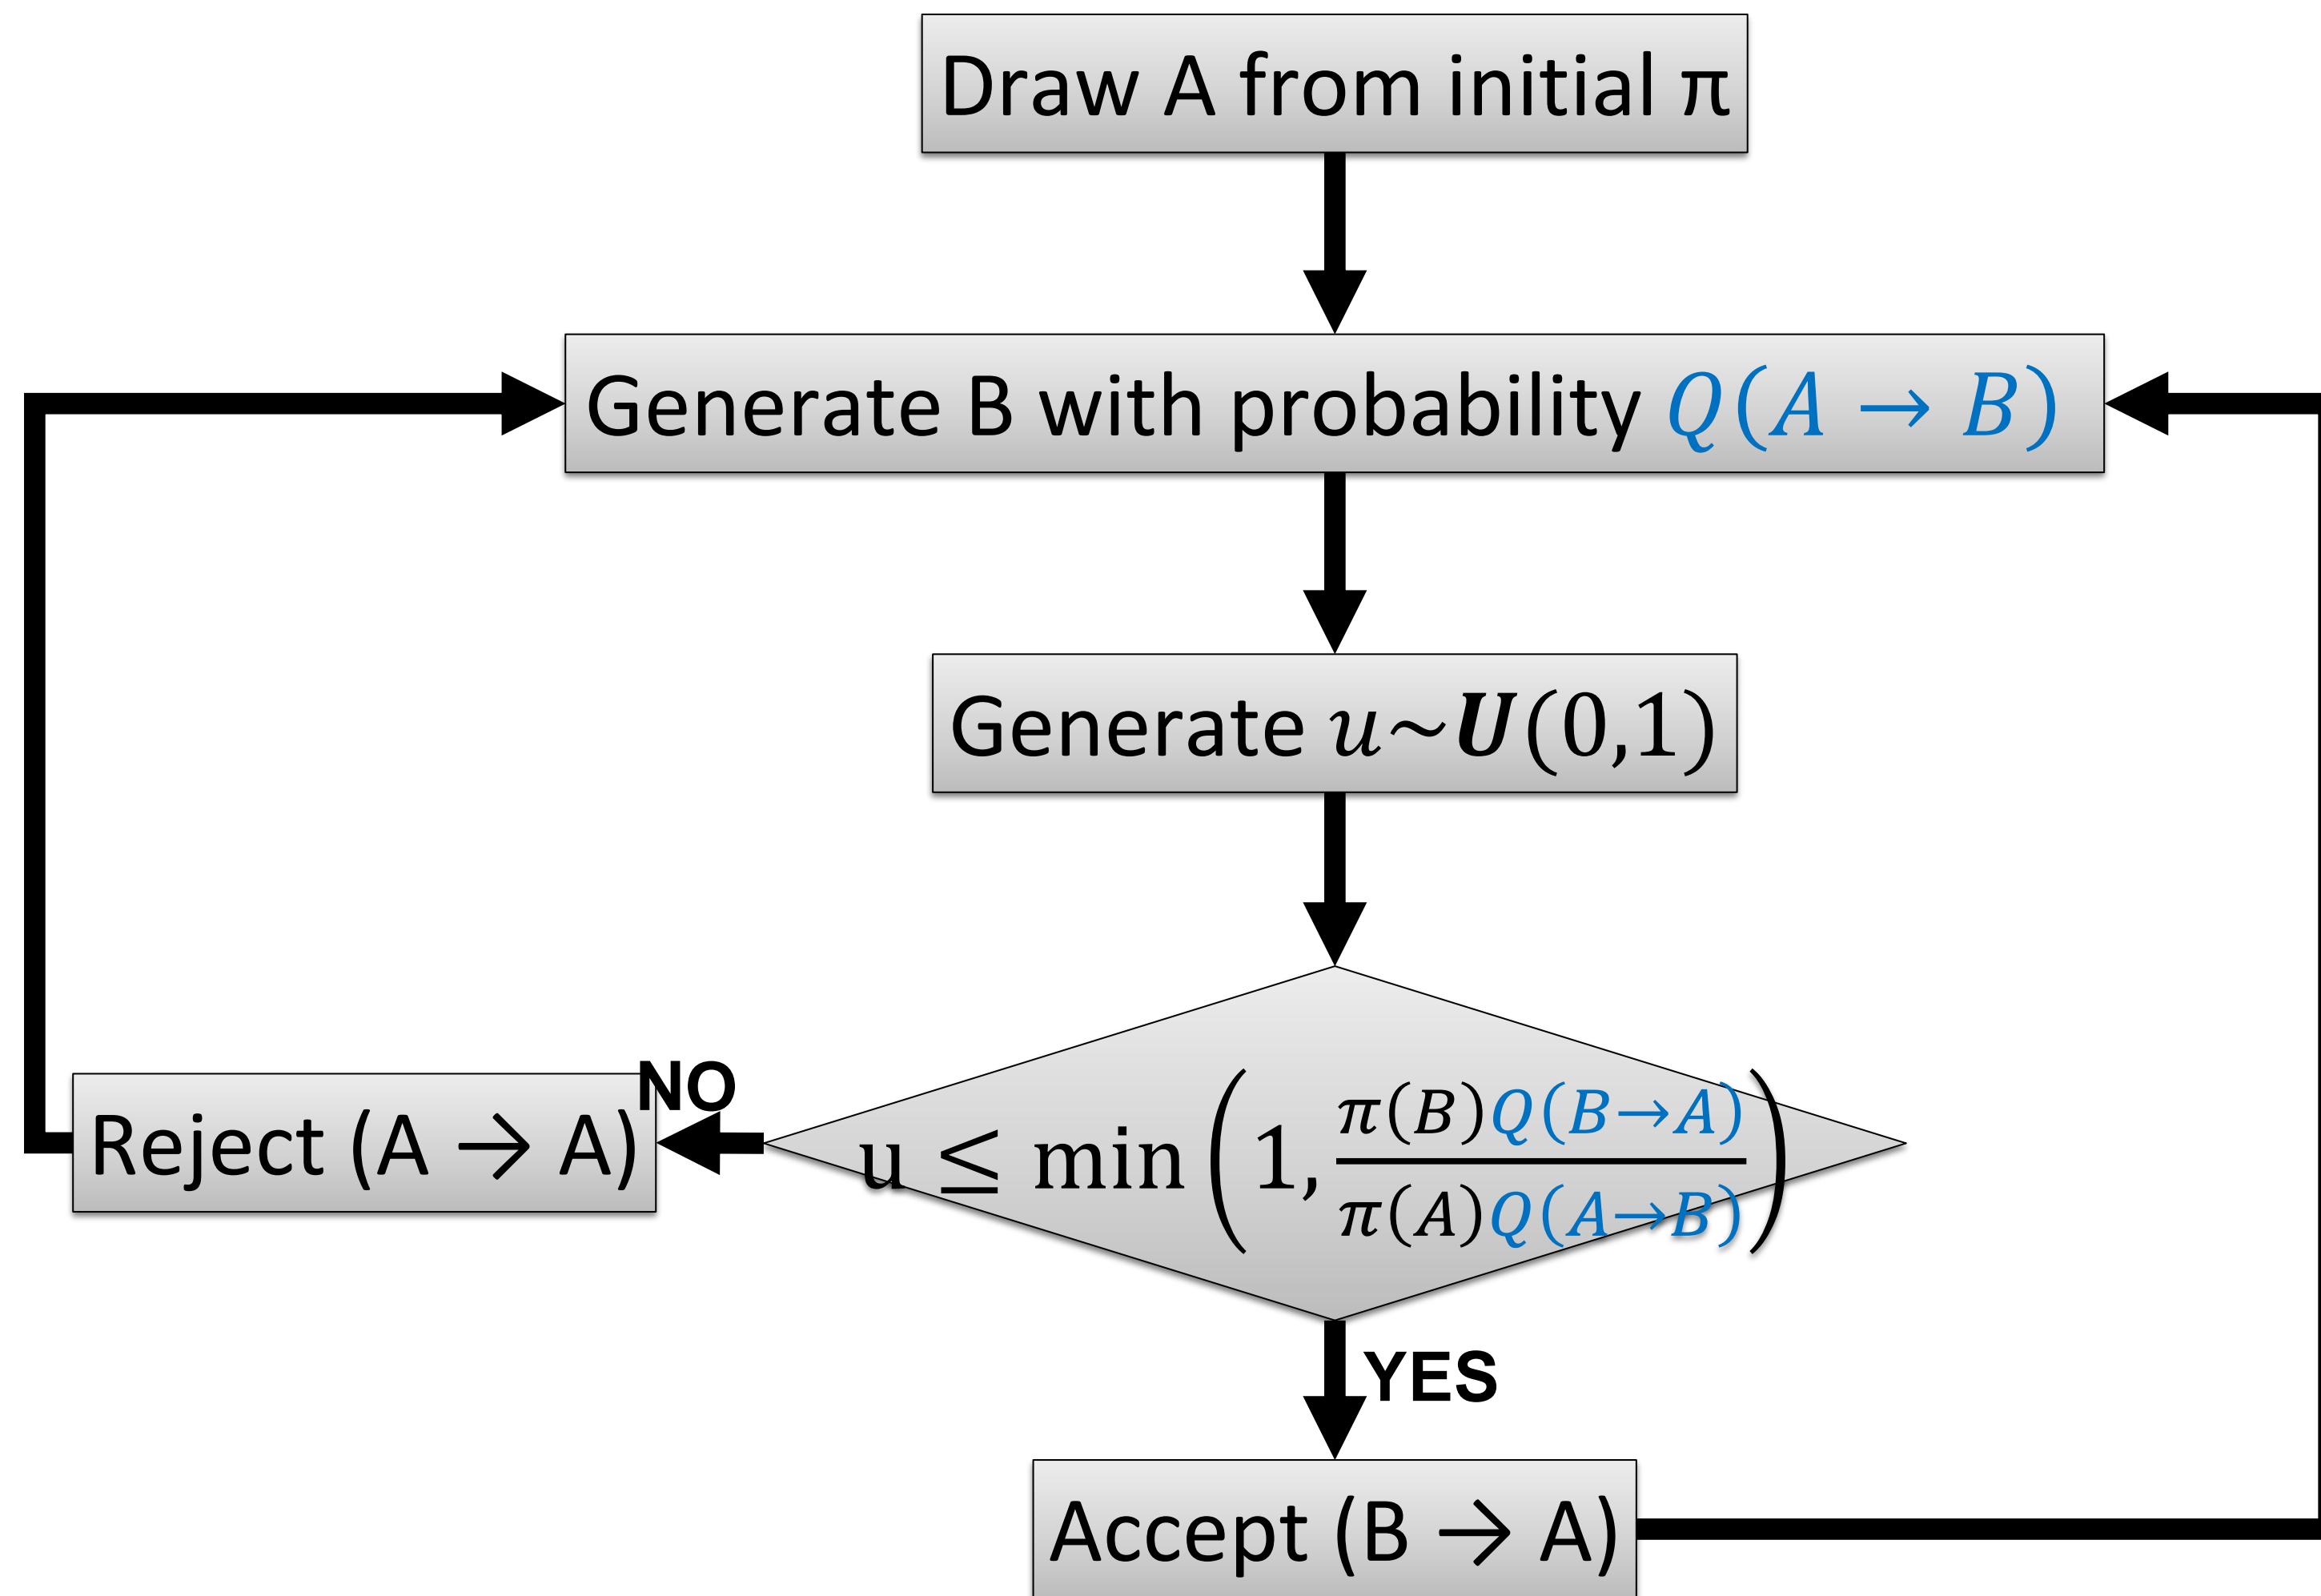 Draw A from initial π
Generate B with probability Q(A → B)
Generate u~U(0,1)
NO
Reject (A → A)
u ≤ min(1, π(B)Q(B→A) / π(A)Q(A→B))
YES
Accept (B → A)